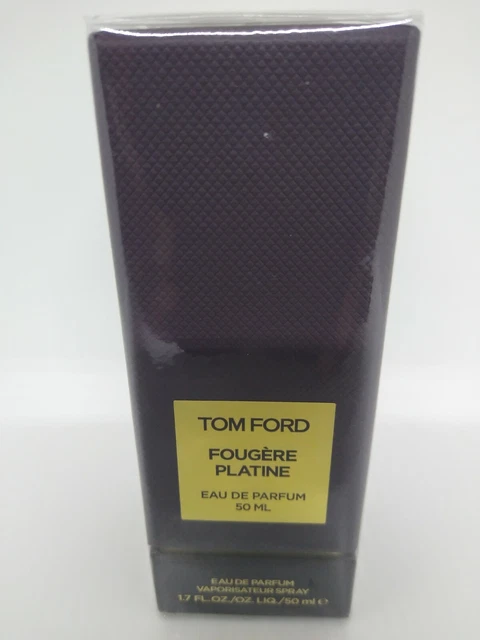 TOM FORD
FOUGÈRE
PLATINE
EAU DE PARFUM
50 ML
EAU DE PARFUM
VAPORISATEUR SPRAY
1.7 FL.OZ./OZ. LIQ./50 ml ℮